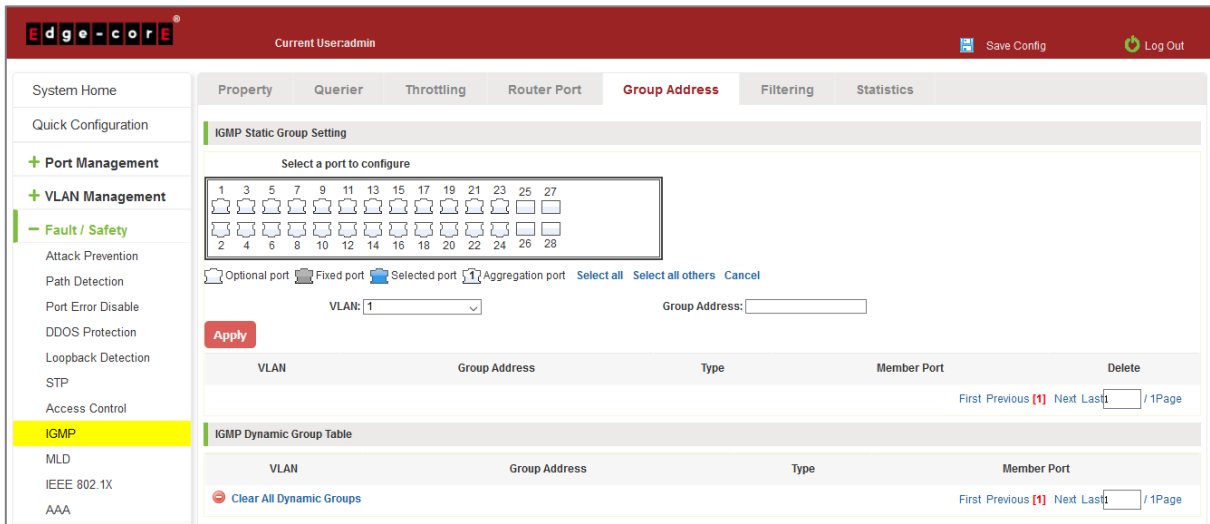 Edge-corE®
Current User:admin
Save Config
Log Out
System Home
Quick Configuration
+ Port Management
+ VLAN Management
− Fault / Safety
Attack Prevention
Path Detection
Port Error Disable
DDOS Protection
Loopback Detection
STP
Access Control
IGMP
MLD
IEEE 802.1X
AAA
Property Querier Throttling Router Port Group Address Filtering Statistics
IGMP Static Group Setting
Select a port to configure
1 3 5 7 9 11 13 15 17 19 21 23 25 27
2 4 6 8 10 12 14 16 18 20 22 24 26 28
Optional port Fixed port Selected port 1 Aggregation port Select all Select all others Cancel
VLAN: 1 Group Address:
Apply
VLAN Group Address Type Member Port Delete
First Previous [1] Next Last 1 / 1Page
IGMP Dynamic Group Table
VLAN Group Address Type Member Port
Clear All Dynamic Groups First Previous [1] Next Last 1 / 1Page